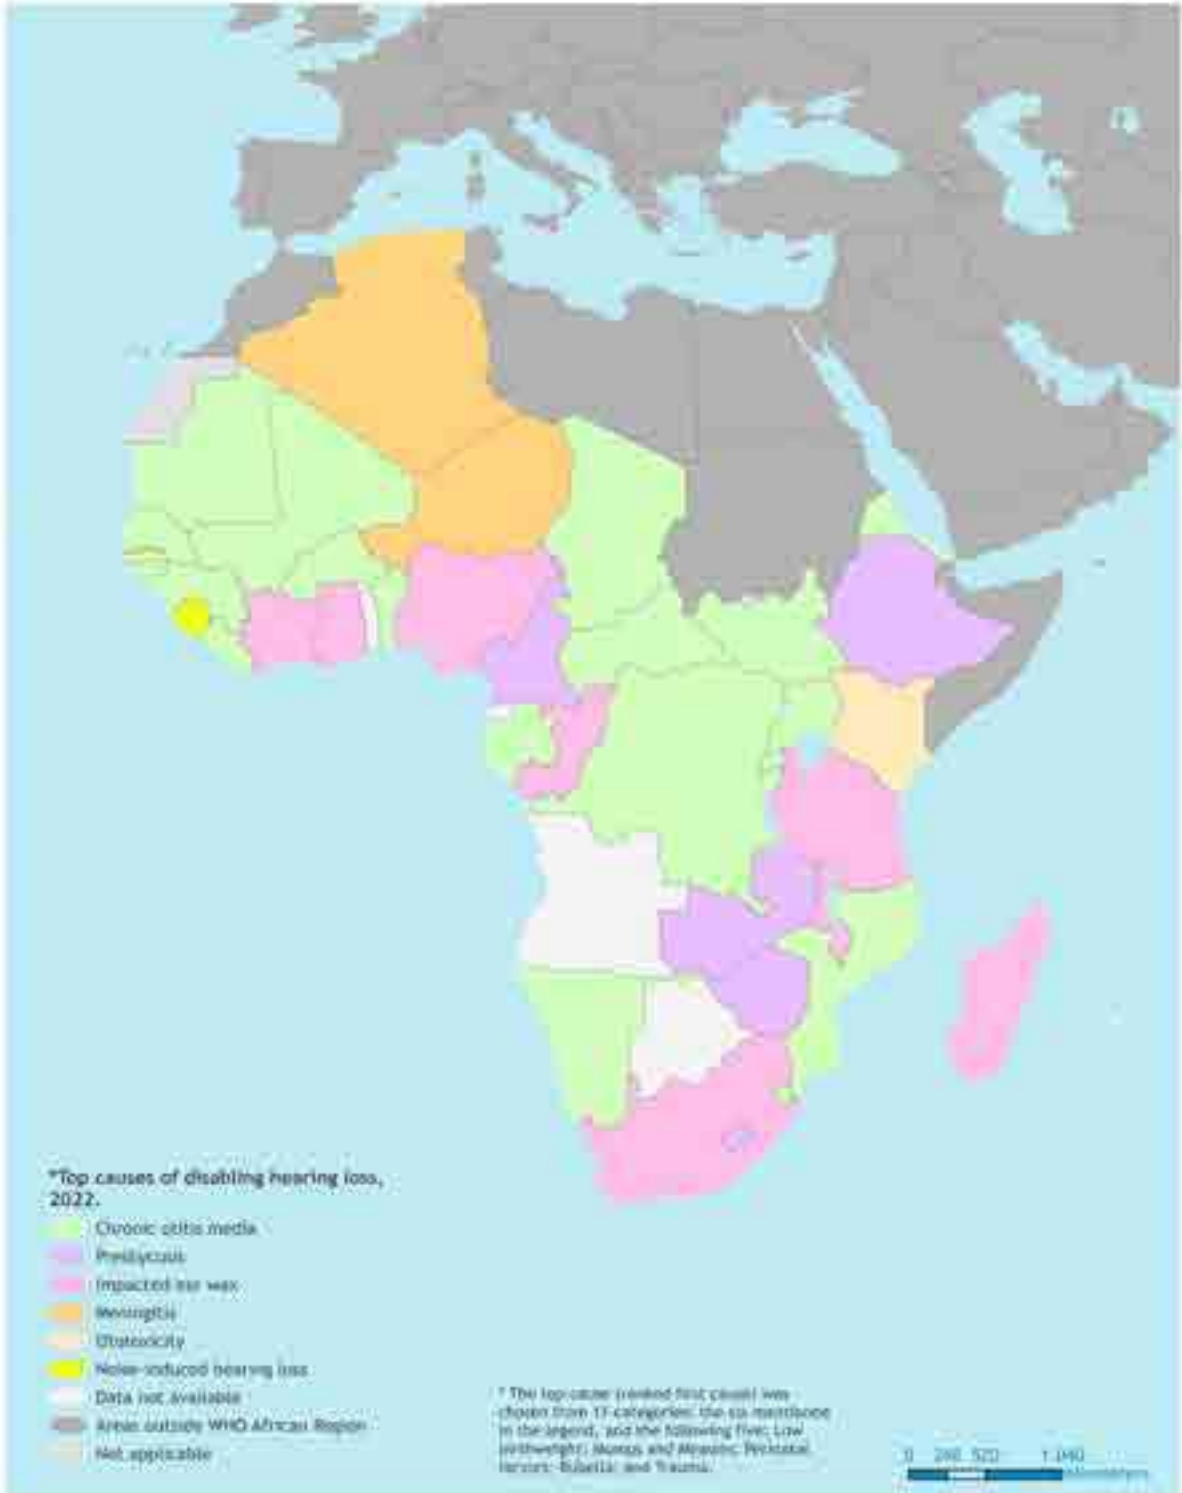 *Top causes of disabling hearing loss,
2022.
Chronic otitis media
Presbycusis
Impacted ear wax
Meningitis
Ototoxicity
Noise-induced hearing loss
Data not available
Areas outside WHO African Region
Not applicable
* The top cause (ranked first cause) was
chosen from 11 categories: the six mentioned
in the legend, and the following five: Low
birthweight; Mumps and Measles; Perinatal
factors; Rubella; and Trauma.
0 260 520 1 040